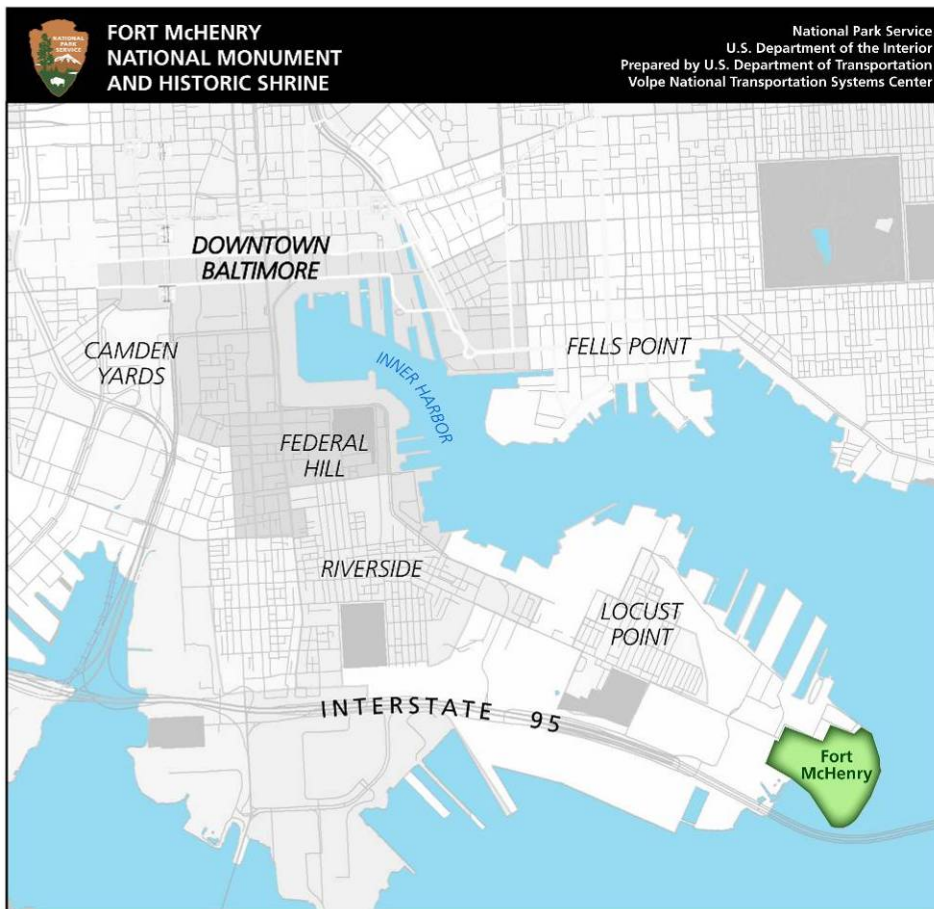 NATIONAL
PARK
SERVICE
FORT McHENRY
NATIONAL MONUMENT
AND HISTORIC SHRINE
National Park Service
U.S. Department of the Interior
Prepared by U.S. Department of Transportation
Volpe National Transportation Systems Center
DOWNTOWN
BALTIMORE
CAMDEN
YARDS
INNER HARBOR
FELLS POINT
FEDERAL
HILL
RIVERSIDE
LOCUST
POINT
INTERSTATE 95
Fort
McHenry